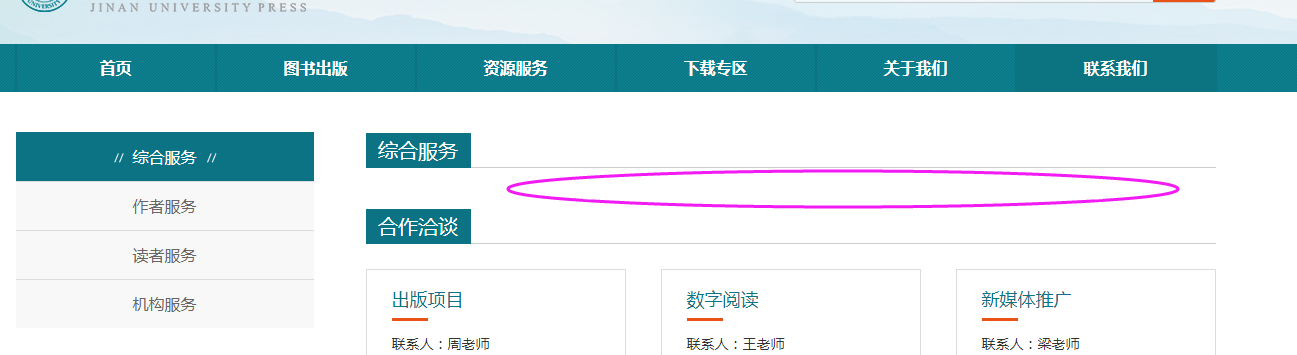 UNIVERSITY
JINAN UNIVERSITY PRESS
首页 图书出版 资源服务 下载专区 关于我们 联系我们
// 综合服务 //
作者服务
读者服务
机构服务
综合服务
合作洽谈
出版项目 数字阅读 新媒体推广
联系人：周老师 联系人：王老师 联系人：梁老师